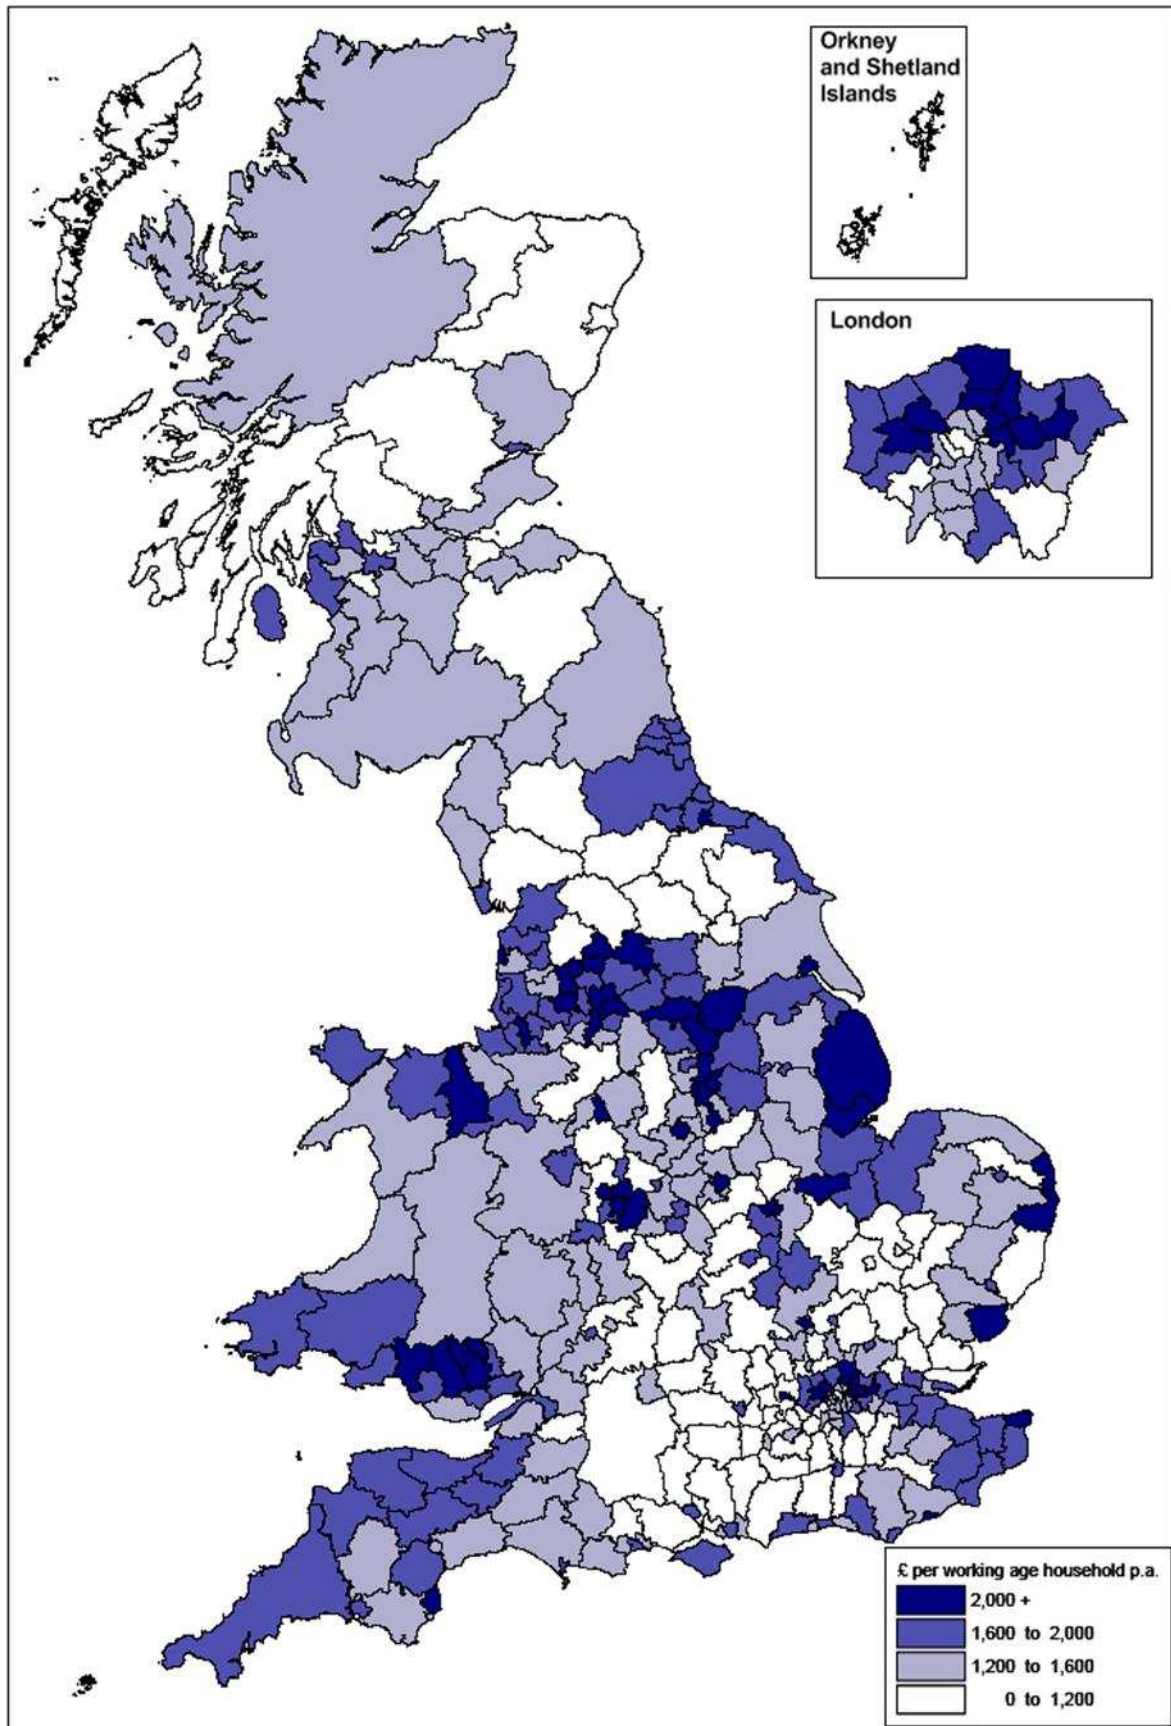 Orkney
and Shetland
Islands
London
£ per working age household p.a.
2,000 +
1,600 to 2,000
1,200 to 1,600
0 to 1,200